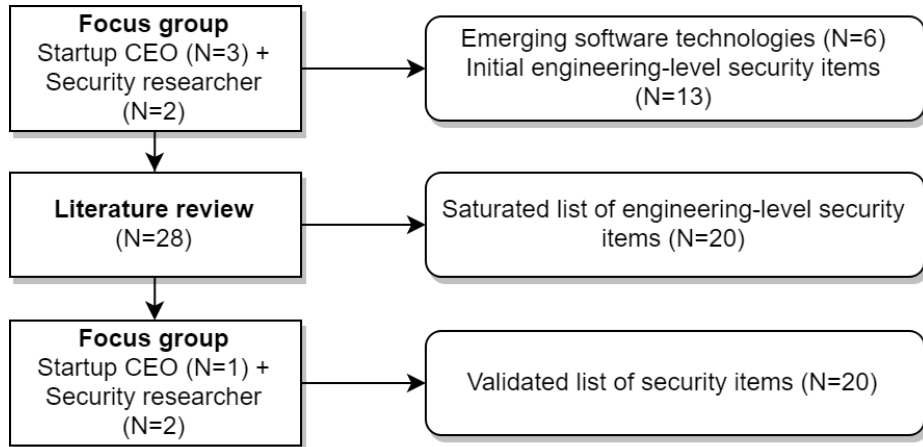 Focus group
Startup CEO (N=3) +
Security researcher
(N=2)
Emerging software technologies (N=6)
Initial engineering-level security items
(N=13)
Literature review
(N=28)
Saturated list of engineering-level security
items (N=20)
Focus group
Startup CEO (N=1) +
Security researcher
(N=2)
Validated list of security items (N=20)